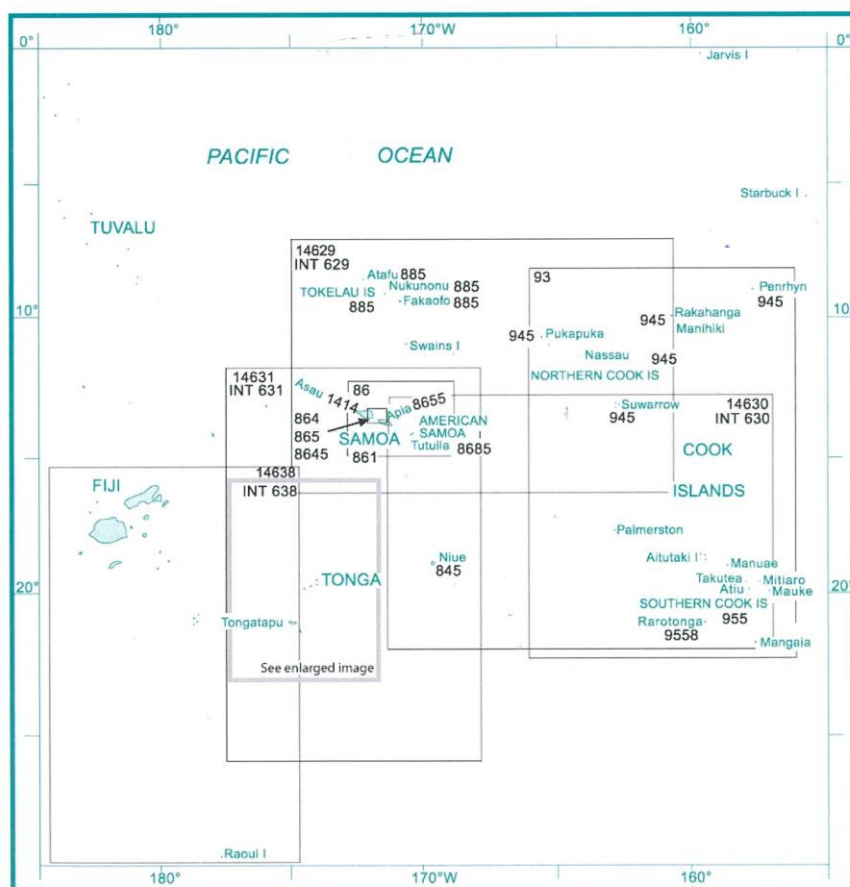 180°
170°W
160°
0°
0°
Jarvis I
PACIFIC OCEAN
Starbuck I
TUVALU
14629
INT 629
93
Atafu 885
Nukunonu 885
TOKELAU IS
Fakaofo 885
885
Penrhyn
945
10°
10°
945
Rakahanga
Manihiki
945
Pukapuka
Nassau
945
NORTHERN COOK IS
Swains I
14631
INT 631
86
Asau 1414
Apia 8655
864
865
8645
SAMOA
AMERICAN
SAMOA
Tutuila
8685
861
Suwarrow
945
14630
INT 630
COOK
ISLANDS
14638
INT 638
FIJI
Palmerston
TONGA
Niue
845
Aitutaki I
Manuae
Takutea
Mitiaro
Atiu
Mauke
20°
20°
SOUTHERN COOK IS
955
Tongatapu
Rarotonga
9558
Mangaia
See enlarged image
Raoul I
180°
170°W
160°